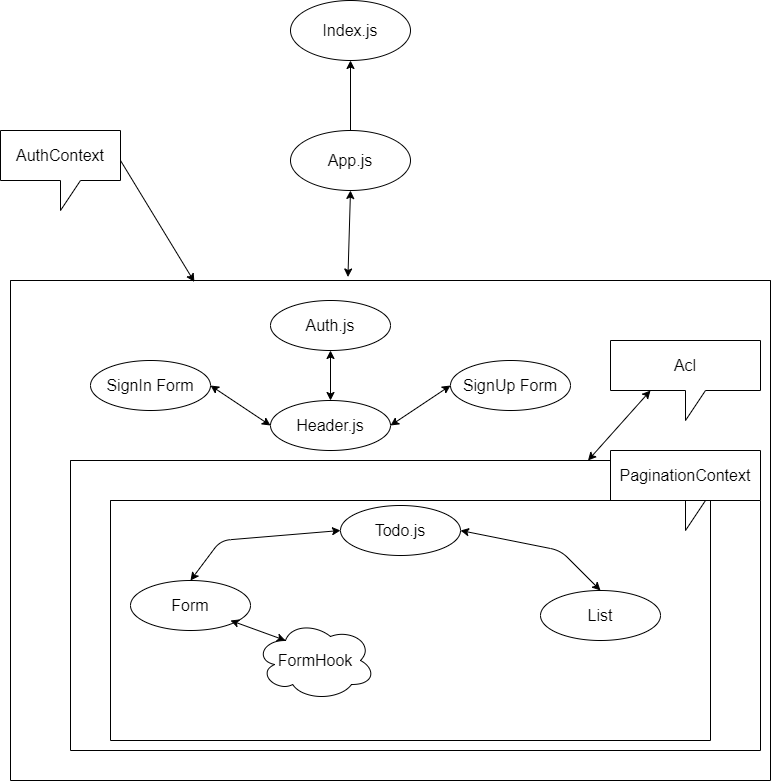 Index.js
App.js
AuthContext
Auth.js
SignIn Form
SignUp Form
Acl
Header.js
PaginationContext
Todo.js
Form
List
FormHook